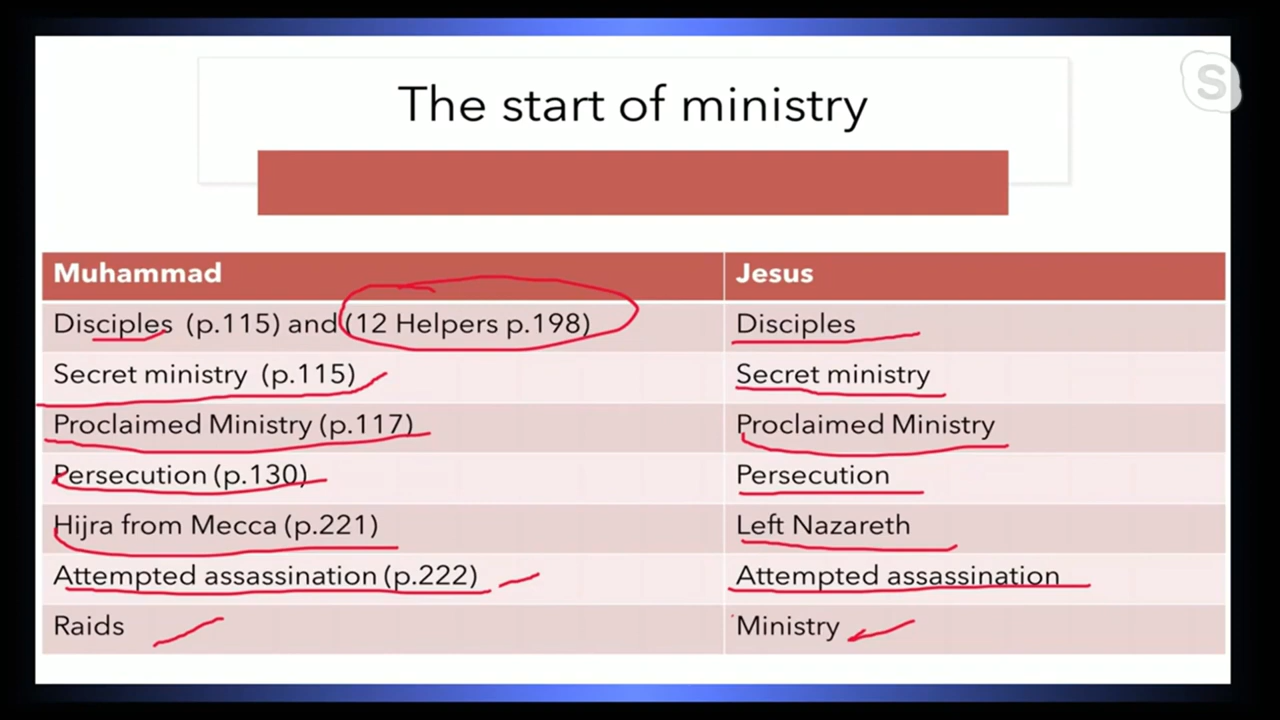 The start of ministry
Muhammad Jesus
Disciples (p.115) and (12 Helpers p.198) Disciples
Secret ministry (p.115) Secret ministry
Proclaimed Ministry (p.117) Proclaimed Ministry
Persecution (p.130) Persecution
Hijra from Mecca (p.221) Left Nazareth
Attempted assassination (p.222) Attempted assassination
Raids Ministry
S